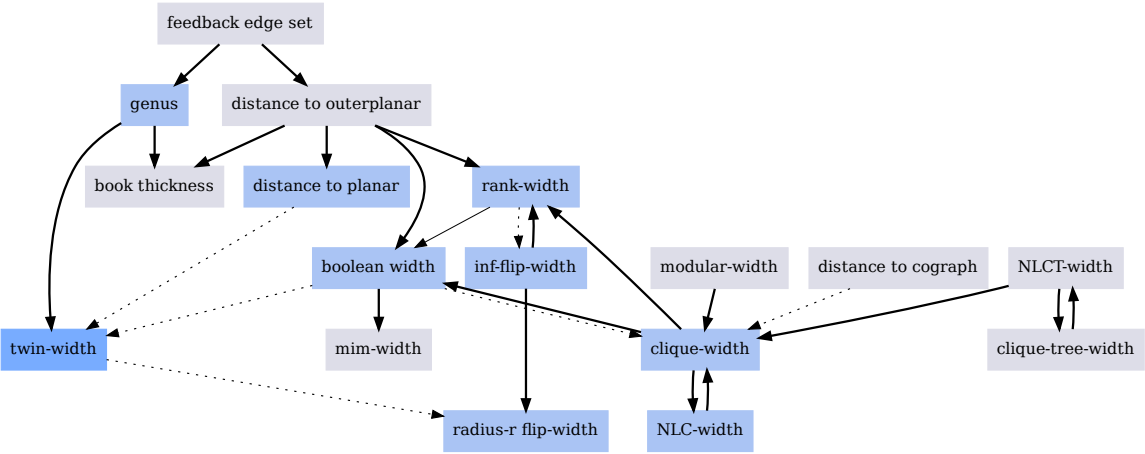 feedback edge set
genus
distance to outerplanar
book thickness
distance to planar
rank-width
boolean width
inf-flip-width
modular-width
distance to cograph
NLCT-width
twin-width
mim-width
clique-width
clique-tree-width
radius-r flip-width
NLC-width